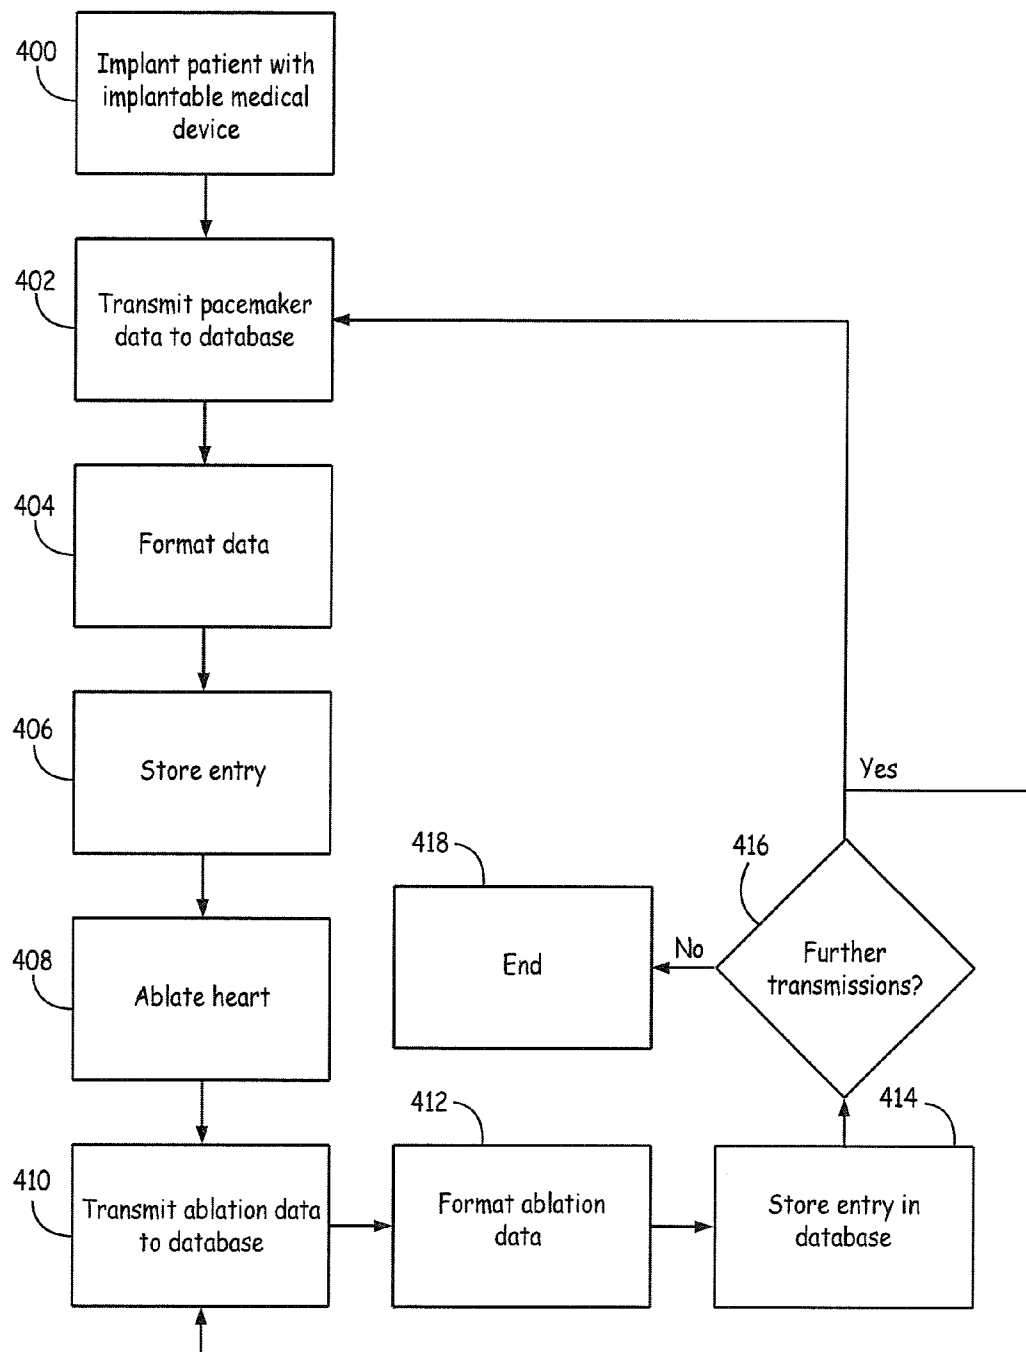 400
Implant patient with
implantable medical
device
402
Transmit pacemaker
data to database
404
Format data
406
Store entry
Yes
418
416
End
No
Further
transmissions?
408
Ablate heart
412
414
410
Transmit ablation data
to database
Format ablation
data
Store entry in
database